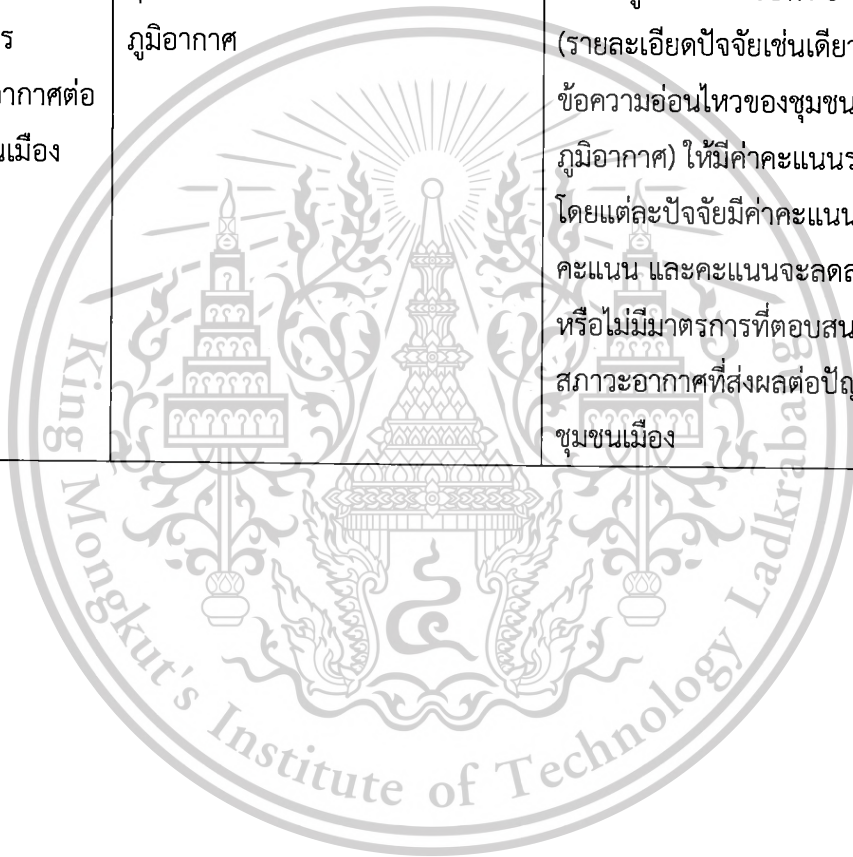 ร
อากาศต่อ
นเมือง
ภูมิอากาศ
(รายละเอียดปัจจัยเช่นเดีย
ข้อความอ่อนไหวของชุมชน
ภูมิอากาศ) ให้มีค่าคะแนน
โดยแต่ละปัจจัยมีค่าคะแนน
คะแนน และคะแนนจะลด
หรือไม่มีมาตรการที่ตอบส
สภาวะอากาศที่ส่งผลต่อปั
ชุมชนเมือง
King Mongkut's Institute of Technology Ladkrabang